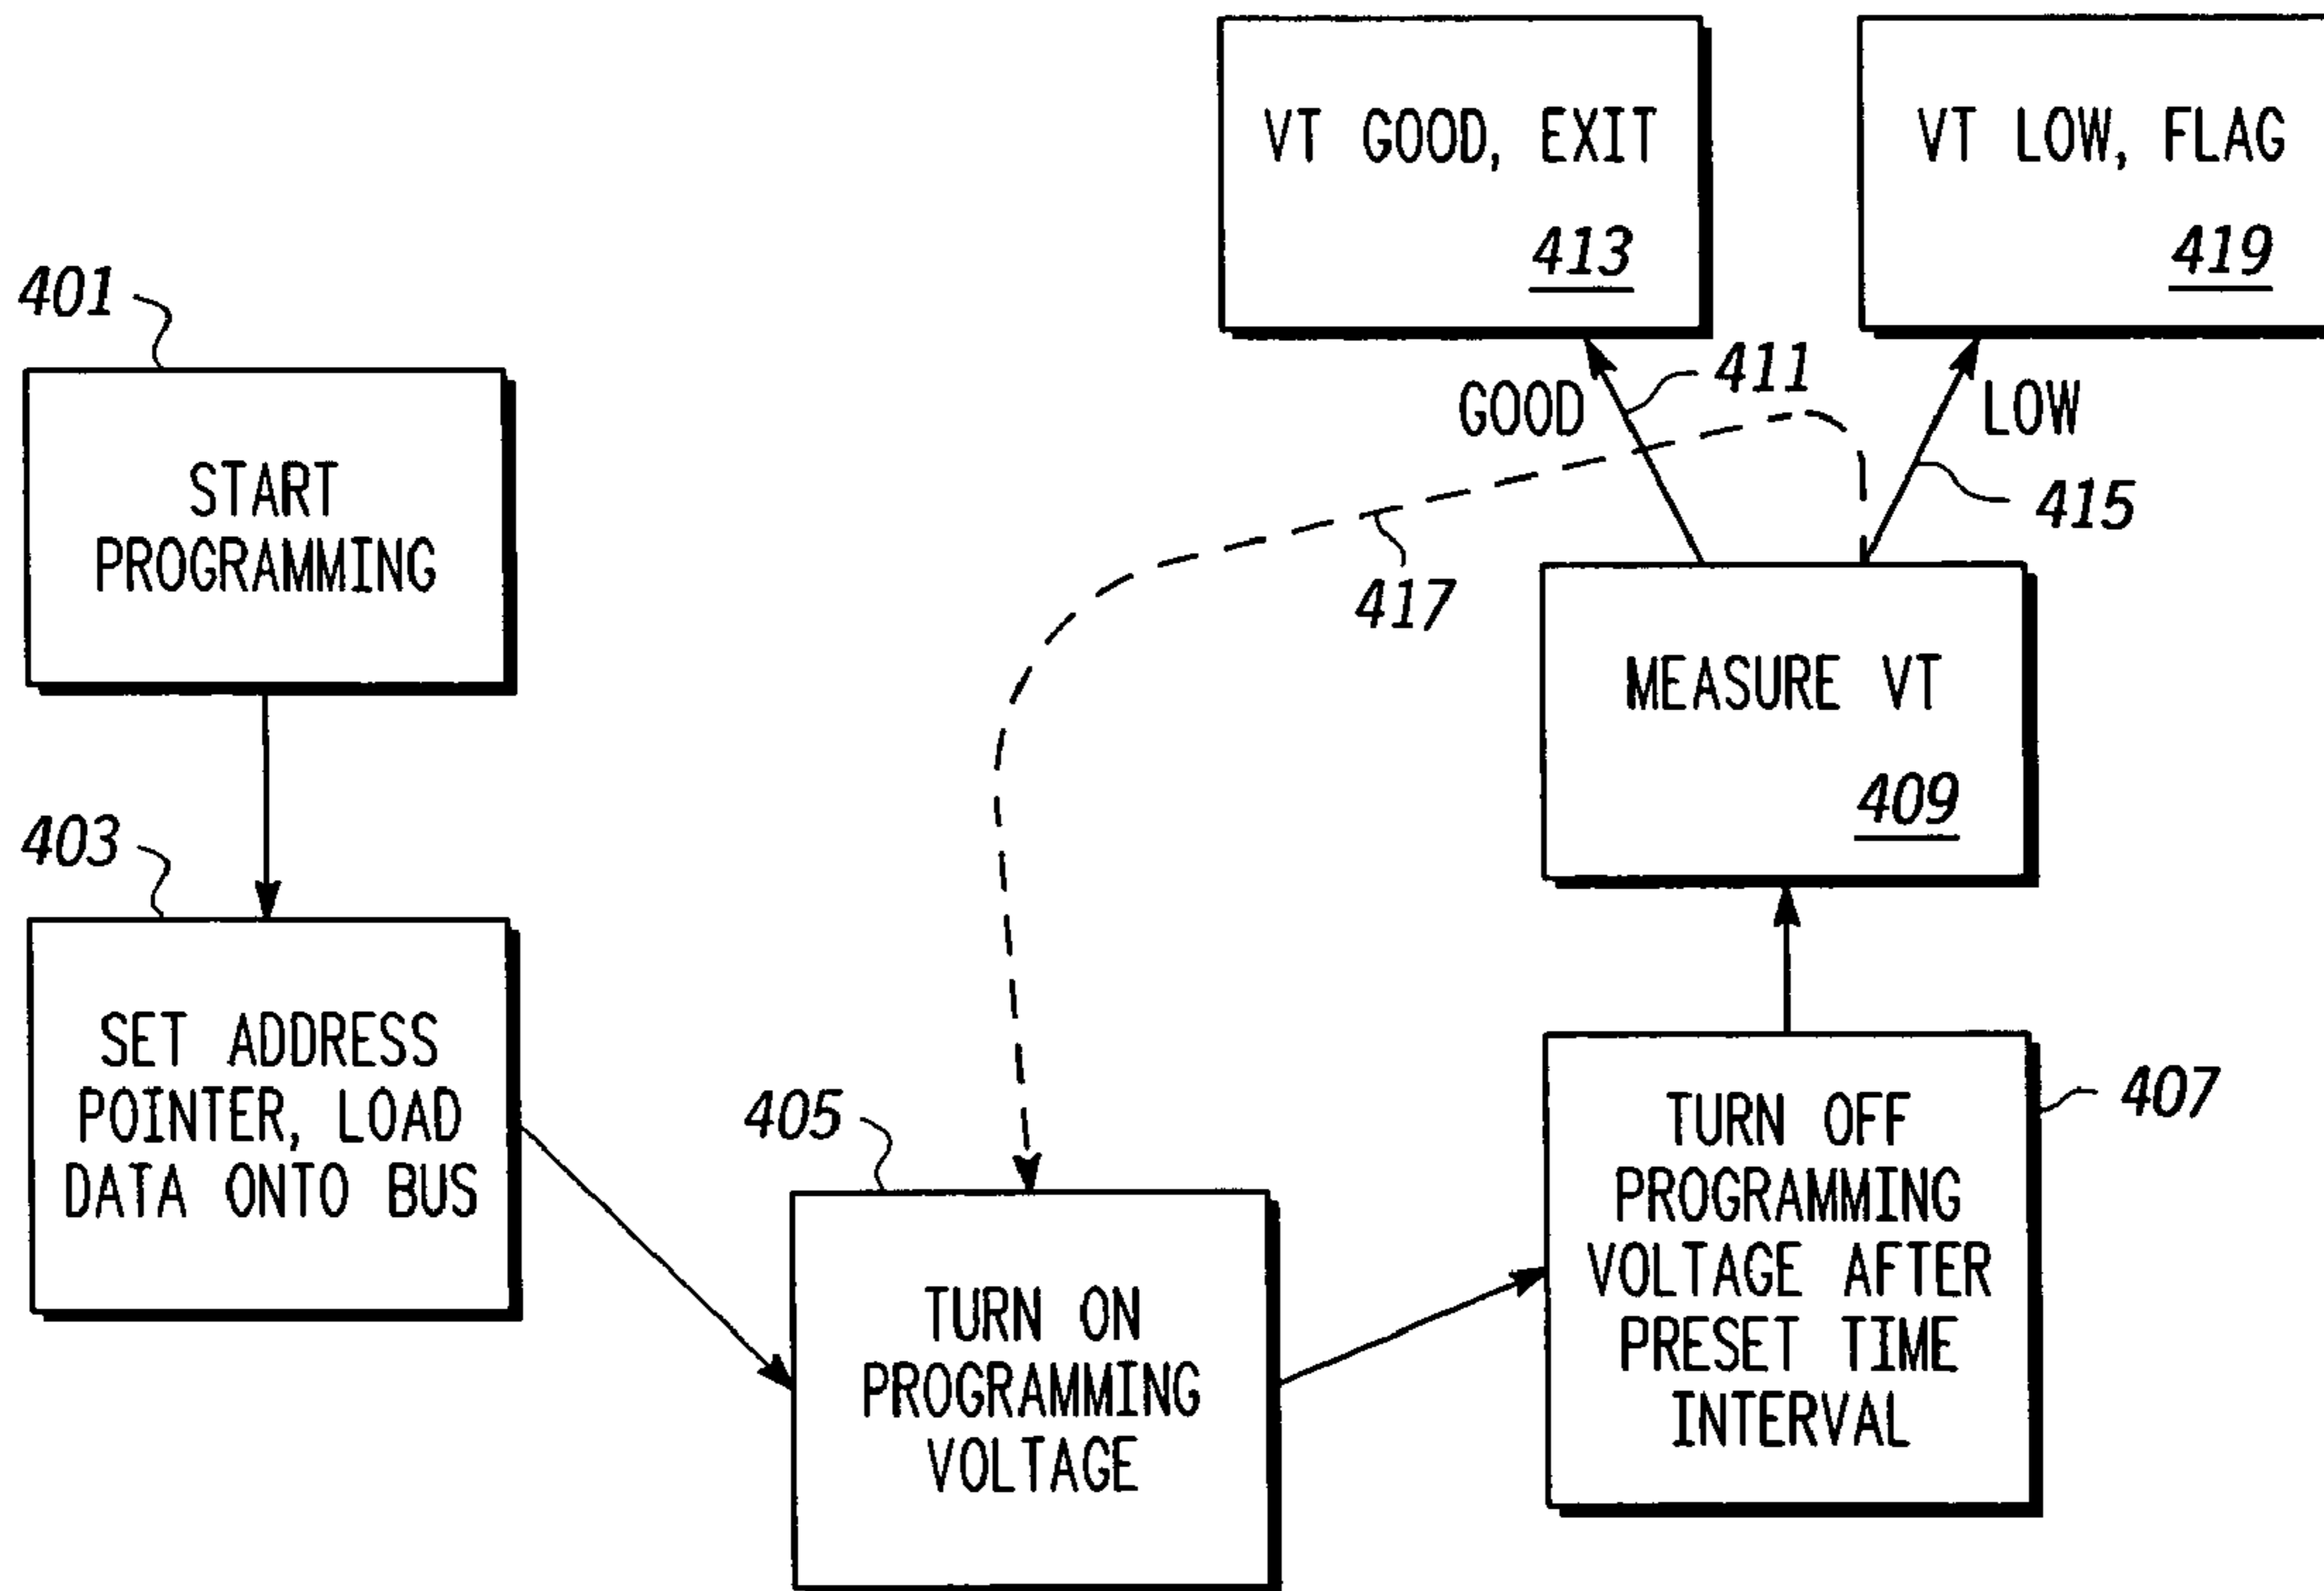 401
START
PROGRAMMING
403
SET ADDRESS
POINTER, LOAD
DATA ONTO BUS
405
TURN ON
PROGRAMMING
VOLTAGE
407
TURN OFF
PROGRAMMING
VOLTAGE AFTER
PRESET TIME
INTERVAL
MEASURE VT
409
GOOD
411
LOW
415
417
VT GOOD, EXIT
413
VT LOW, FLAG
419